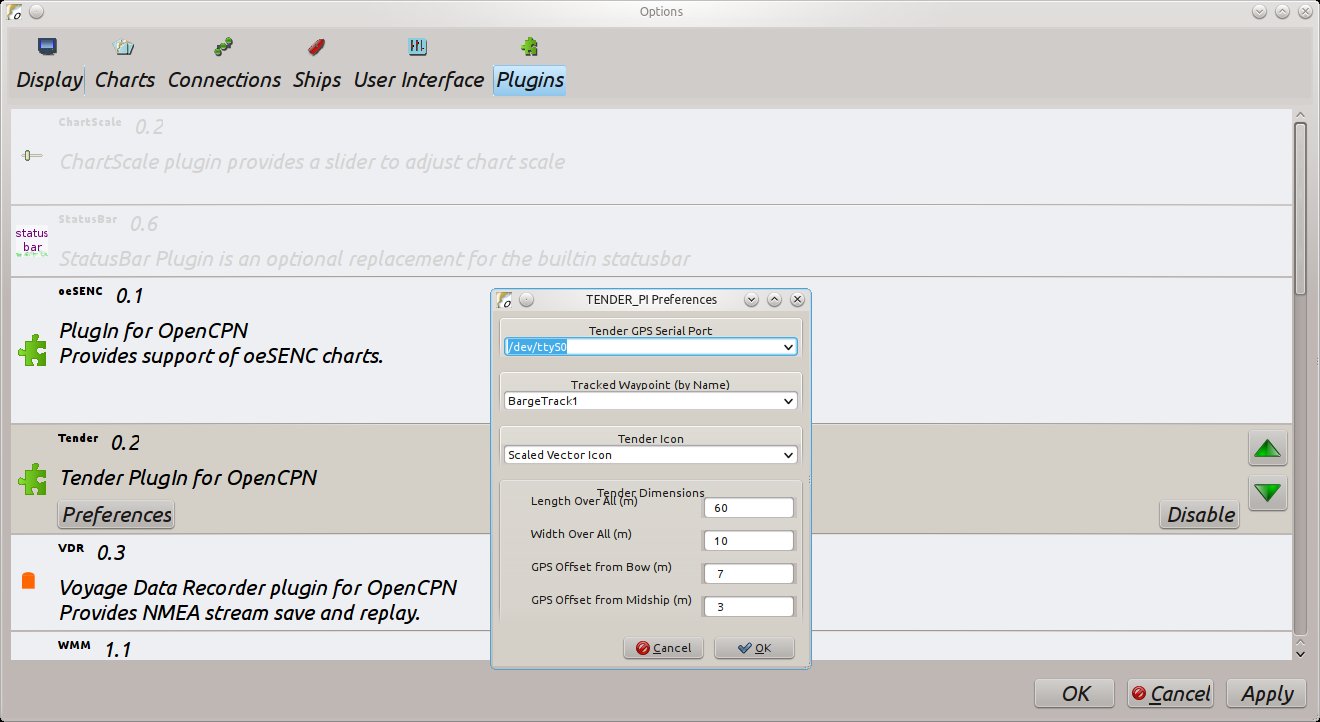 Options
Display Charts Connections Ships User Interface Plugins
ChartScale 0.2
ChartScale plugin provides a slider to adjust chart scale
status bar
StatusBar 0.6
StatusBar Plugin is an optional replacement for the builtin statusbar
oeSENC 0.1
PlugIn for OpenCPN
Provides support of oeSENC charts.
Tender 0.2
Tender PlugIn for OpenCPN
Preferences
Disable
VDR 0.3
Voyage Data Recorder plugin for OpenCPN
Provides NMEA stream save and replay.
WMM 1.1
TENDER_PI Preferences
Tender GPS Serial Port
/dev/ttyS0
Tracked Waypoint (by Name)
BargeTrack1
Tender Icon
Scaled Vector Icon
Tender Dimensions
Length Over All (m) 60
Width Over All (m) 10
GPS Offset from Bow (m) 7
GPS Offset from Midship (m) 3
Cancel OK
OK Cancel Apply